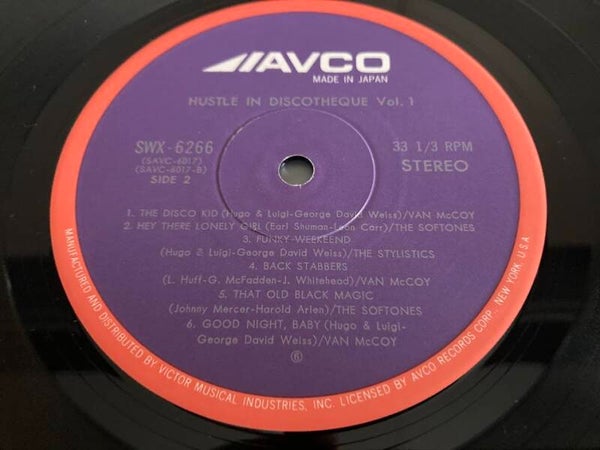 AVCO
MADE IN JAPAN
HUSTLE IN DISCOTHEQUE Vol. 1
SWX-6266
(SAVC-6017)
(SAVC-6017-B)
SIDE 2
33 1/3 RPM
STEREO
1. THE DISCO KID (Hugo & Luigi-George David Weiss)/VAN McCOY
2. HEY THERE LONELY GIRL (Earl Shuman-Leon Carr)/THE SOFTONES
3. FUNKY WEEKEEND
(Hugo & Luigi-George David Weiss)/THE STYLISTICS
4. BACK STABBERS
(L. Huff-G. McFadden-J. Whitehead)/VAN McCOY
5. THAT OLD BLACK MAGIC
(Johnny Mercer-Harold Arlen)/THE SOFTONES
6. GOOD NIGHT, BABY (Hugo & Luigi-
George David Weiss)/VAN McCOY
MANUFACTURED AND DISTRIBUTED BY VICTOR MUSICAL INDUSTRIES, INC. LICENSED BY AVCO RECORDS CORP., NEW YORK U.S.A.